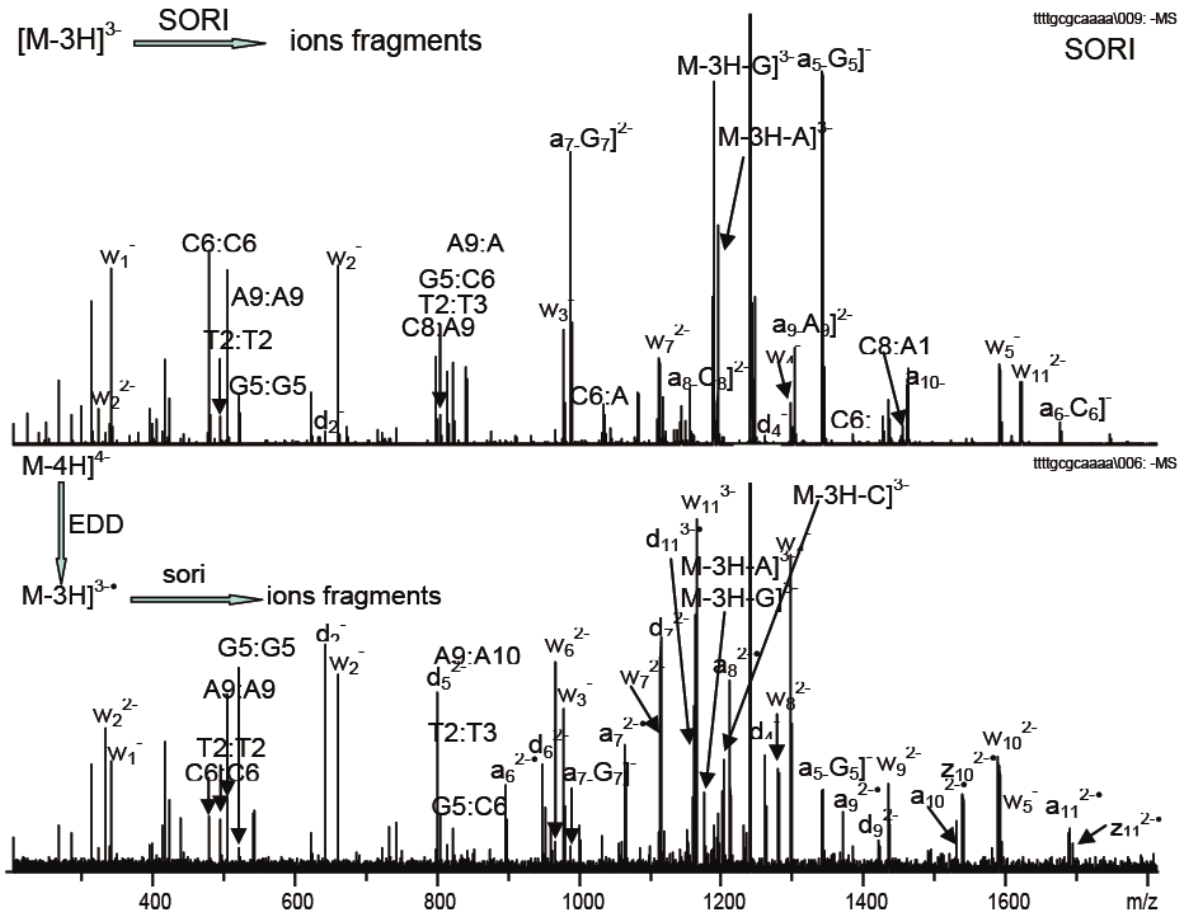 [M-3H]³⁻ SORI ions fragments
ttttgcgcaaaa\009: -MS
SORI
M-3H-G]³⁻ a₅-G₅]⁻
a₇-G₇]²⁻
M-3H-A]³⁻
C6:C6
A9:A
w₁⁻
w₂⁻
G5:C6
A9:A9
T2:T3
w₃⁻
a₉-A₉]²⁻
T2:T2
C8:A9
w₇²⁻
C8:A1
w₅⁻
G5:G5
a₈-C₈]²⁻
w₄⁻
a₁₀-
w₁₁²⁻
w₂²⁻
d₂⁻
C6:A
d₄⁻
C6:
a₆-C₆]⁻
M-4H]⁴⁻
ttttgcgcaaaa\006: -MS
EDD
w₁₁³⁻
M-3H-C]³⁻
d₁₁³⁻•
M-3H-A]³⁻
M-3H]³⁻• sori ions fragments
M-3H-G]³⁻
G5:G5
d₂⁻
w₂⁻
A9:A10
w₆²⁻
d₇²⁻
a₈²⁻•
A9:A9
d₅²⁻
w₃⁻
w₇²⁻
w₈²⁻
w₂²⁻
T2:T2
T2:T3
a₇²⁻•
d₄⁻
w₁₀²⁻
w₁⁻
C6:C6
a₆²⁻•
d₆²⁻
a₇-G₇]⁻
a₅-G₅]⁻
w₉²⁻
z₁₀²⁻•
G5:C6
a₉²⁻•
a₁₀²⁻•
w₅⁻
a₁₁²⁻•
d₉²⁻
z₁₁²⁻•
400 600 800 1000 1200 1400 1600 m/z